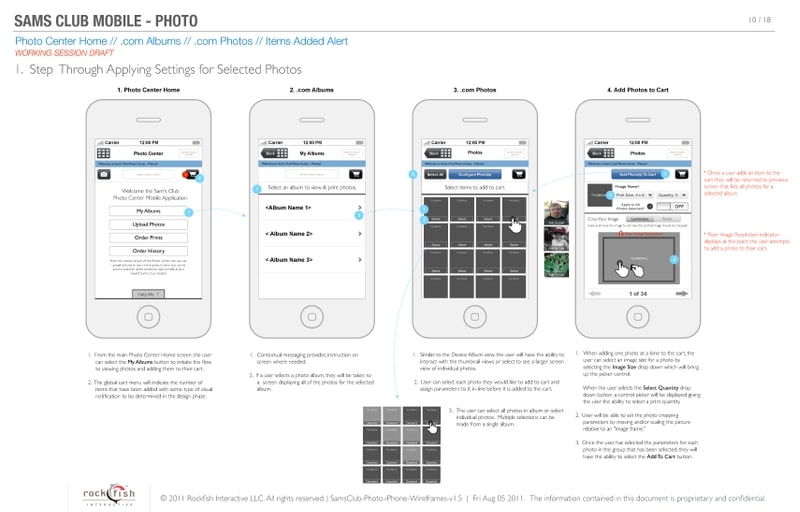 SAMS CLUB MOBILE - PHOTO
10 / 18
Photo Center Home // .com Albums // .com Photos // Items Added Alert
WORKING SESSION DRAFT
1. Step Through Applying Settings for Selected Photos
1. Photo Center Home
2. .com Albums
3. .com Photos
4. Add Photos to Cart
Carrier 12:00 PM
Photo Center
Welcome the Sam's Club
Photo Center Mobile Application.
My Albums
Upload Photos
Order Prints
Order History
Help Me ?
Carrier 12:00 PM
Back
My Albums
Select an album to view & print photos.
<Album Name 1> >
< Album Name 2> >
< Album Name 3> >
Carrier 12:00 PM
Back
Photos
Select All
Configure Photo(s)
Select items to add to cart.
Carrier 12:00 PM
Back
Photos
Add Photos To Cart
*Image Name*
Apply to All
OFF
Crop Your Image
1 of 34
* Once a user adds an item to the
cart they will be returned to previous
screen that lists all photos for a
selected album.
* Poor Image Resolution Indicator
displays at the point the user attempts
to add a photo to their cart.
1. From the main Photo Center Home screen, the user
can select the My Albums button to initiate the flow
to viewing photos and adding them to their cart.
2. The global cart menu will indicate the number of
items that have been added with some type of visual
notification to be determined in the design phase.
1. Contextual messaging provides instruction on
screen where needed.
2. If a user selects a photo album, they will be taken to
a screen displaying all of the photos for the selected
album.
1. Similar to the Device Album view, the user will have the ability to
interact with the thumbnail views or select to see a larger screen
view of individual photos.
2. User can select each photo they would like to add to cart and
assign parameters to it in-line before it is added to the cart.
3. The user can select all photos in album or select
individual photos. Multiple selections can be
made from a single album.
1. When adding one photo at a time to the cart, the
user can select an image size for a photo by
selecting the Image Size drop down which will bring
up the picker control.
When the user selects the Select Quantity drop
down button, a control picker will be displayed giving
the user the ability to select a print quantity.
2. User will be able to set the photo cropping
parameters by moving and/or scaling the picture
relative to an "image frame."
3. Once the user has selected the parameters for each
photo in the group that has been selected, they will
have the ability to select the Add To Cart button.
rockfish
INTERACTIVE
© 2011 Rockfish Interactive LLC. All rights reserved. | SamsClub-Photo-Phone-Wireframes-v1.5 | Fri Aug 05 2011. The information contained in this document is proprietary and confidential.